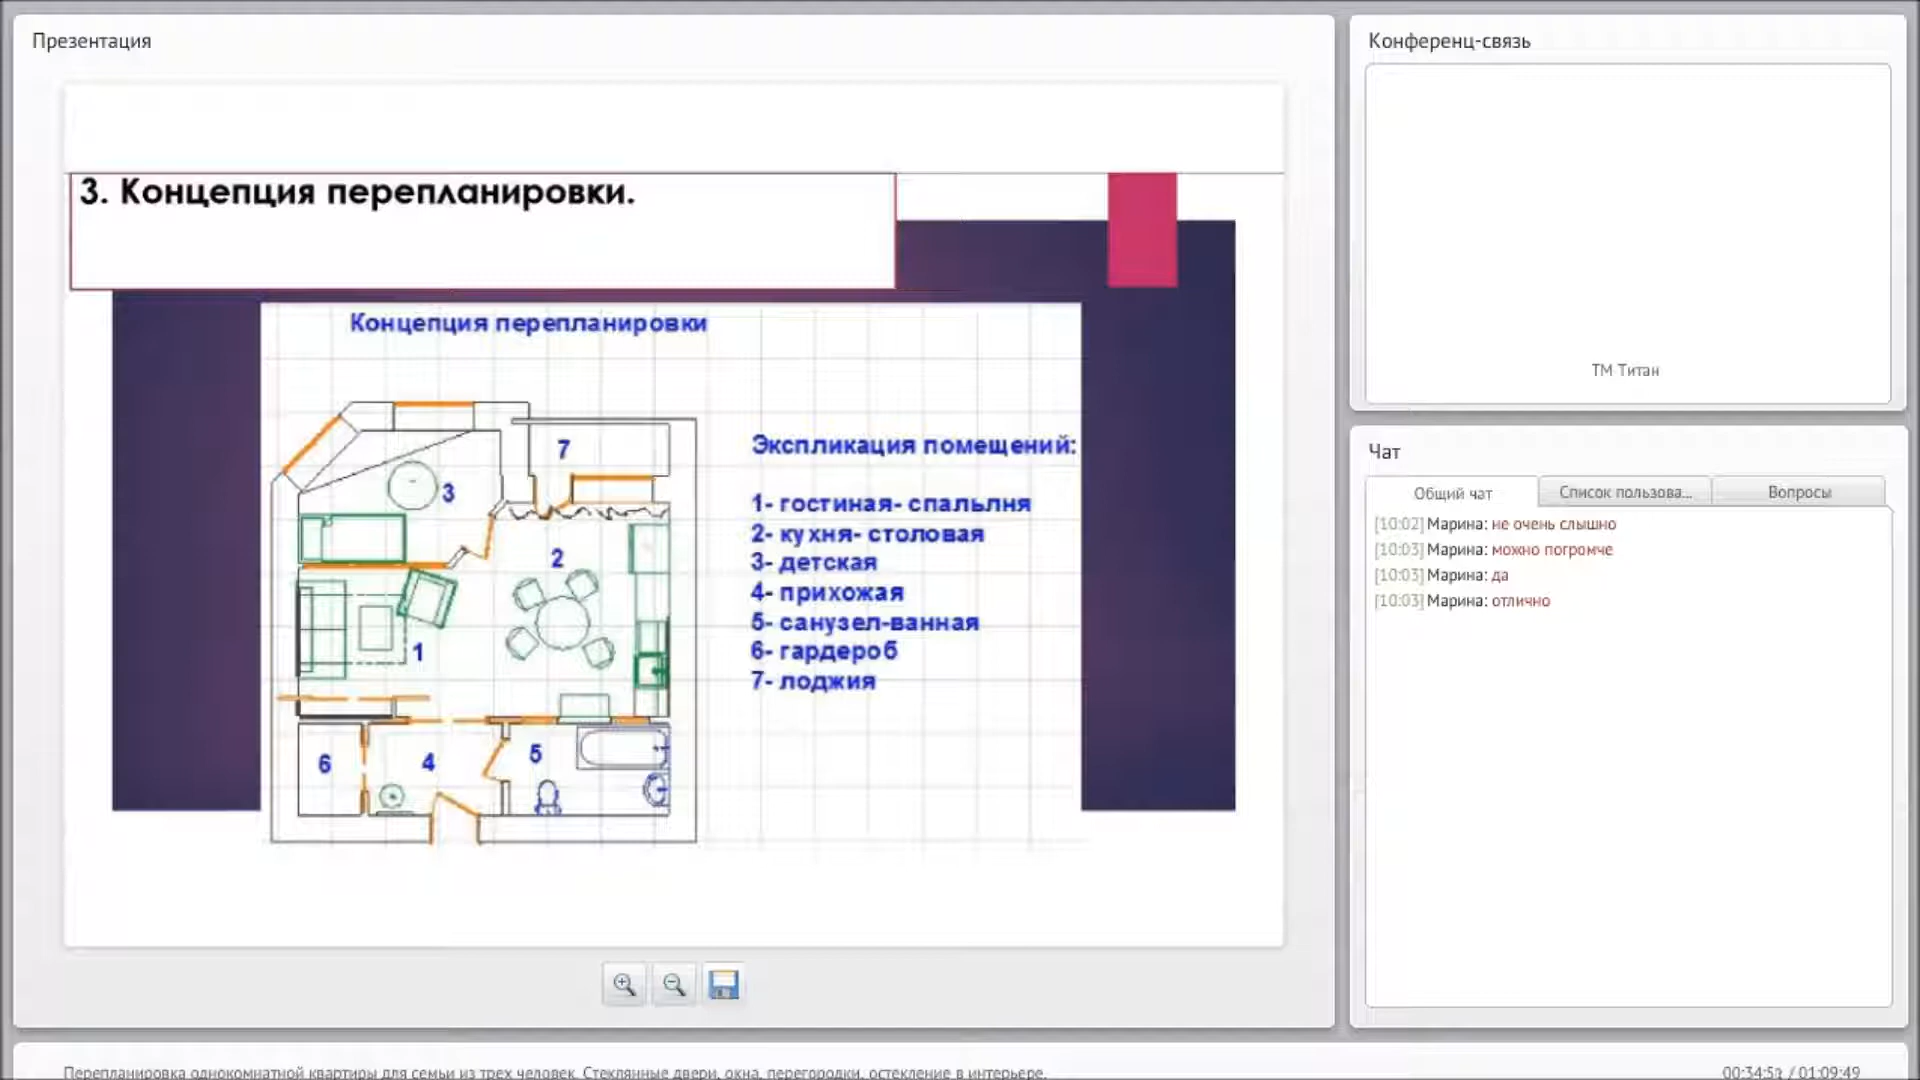 Презентация
3. Концепция перепланировки.
Концепция перепланировки
7
3
2
1
6
4
5
Экспликация помещений:
1- гостиная- спальлня
2- кухня- столовая
3- детская
4- прихожая
5- санузел-ванная
6- гардероб
7- лоджия
Конференц-связь
ТМ Титан
Чат
Общий чат
Список пользова...
Вопросы
[10:02] Марина: не очень слышно
[10:03] Марина: можно погромче
[10:03] Марина: да
[10:03] Марина: отлично
Перепланировка однокомнатной квартиры для семьи из трех человек. Стеклянные двери, окна, перегородки, остекление в интерьере.
/ 01:09:49